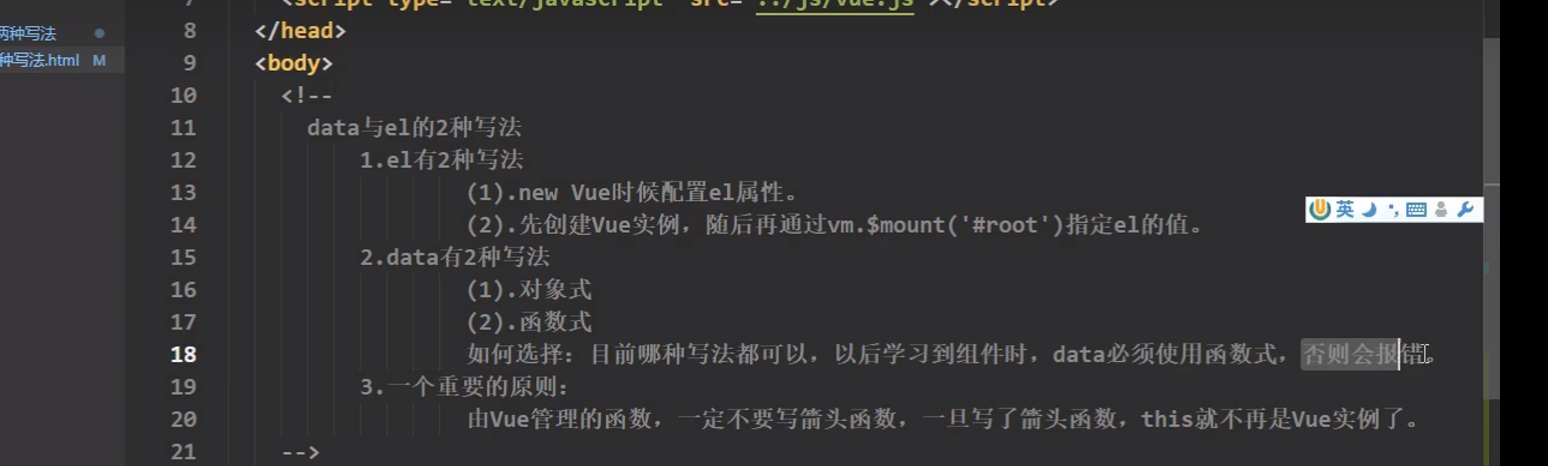 7 <script type="text/javascript" src="../js/vue.js"></script>
两种写法
8 </head>
种写法.html M
9 <body>
10 <!--
11 data与el的2种写法
12 1.el有2种写法
13 (1).new Vue时候配置el属性。
英
14 (2).先创建Vue实例，随后再通过vm.$mount('#root')指定el的值。
15 2.data有2种写法
16 (1).对象式
17 (2).函数式
18 如何选择：目前哪种写法都可以，以后学习到组件时，data必须使用函数式，否则会报错。
19 3.一个重要的原则：
20 由Vue管理的函数，一定不要写箭头函数，一旦写了箭头函数，this就不再是Vue实例了。
21 -->